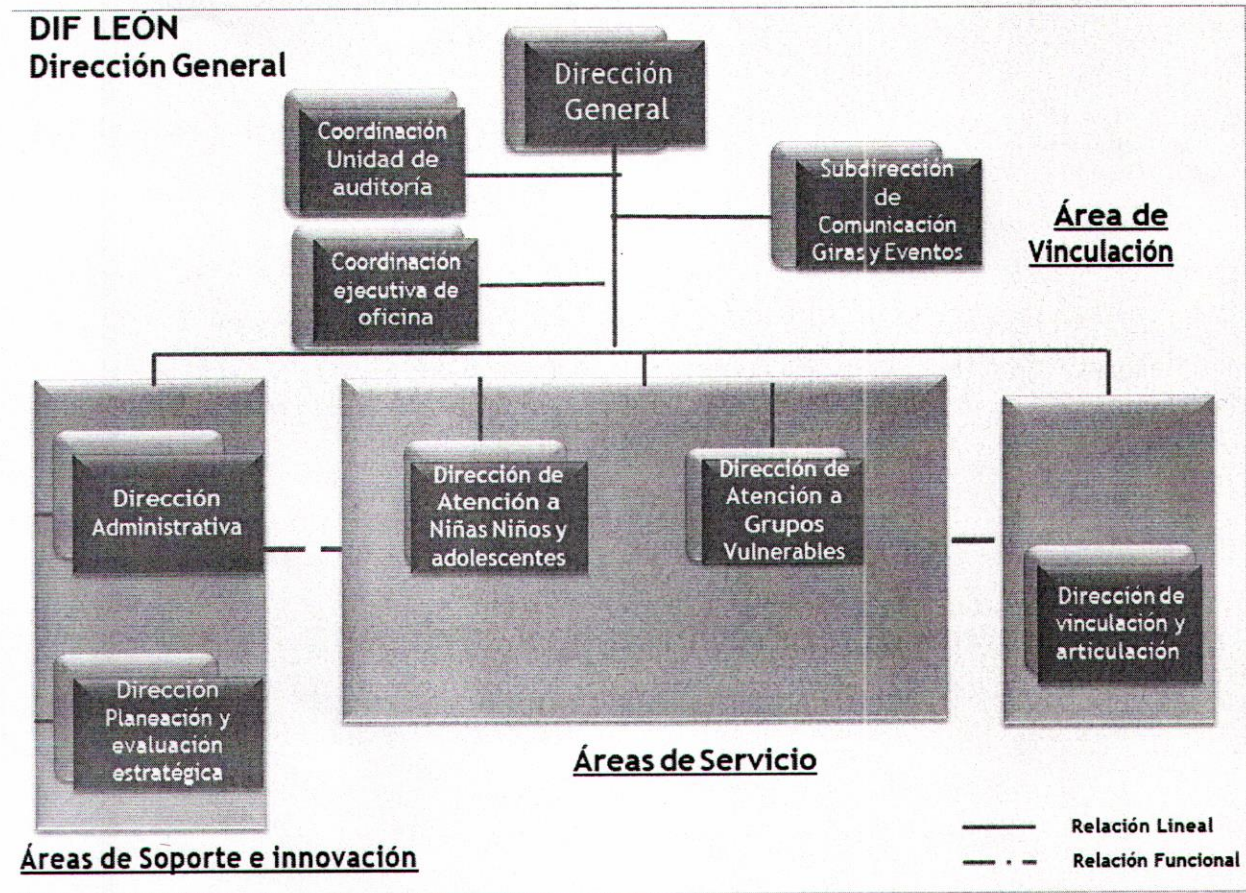 DIF LEÓN
Dirección General
Dirección
General
Coordinación
Unidad de
auditoría
Subdirección
de
Comunicación
Giras y Eventos
Área de
Vinculación
Coordinación
ejecutiva de
oficina
Dirección
Administrativa
Dirección de
Atención a
Niñas Niños y
adolescentes
Dirección de
Atención a
Grupos
Vulnerables
Dirección de
vinculación y
articulación
Dirección
Planeación y
evaluación
estratégica
Áreas de Servicio
Áreas de Soporte e innovación
Relación Lineal
Relación Funcional